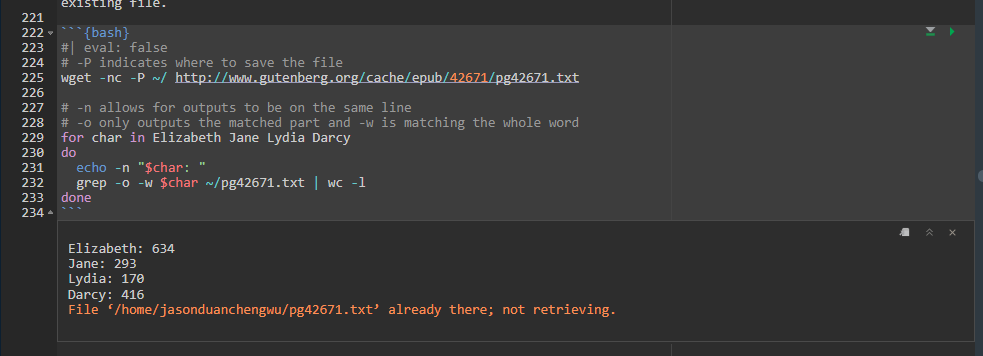 existing file.
221
222 ```{bash}
223 #| eval: false
224 # -P indicates where to save the file
225 wget -nc -P ~/ http://www.gutenberg.org/cache/epub/42671/pg42671.txt
226
227 # -n allows for outputs to be on the same line
228 # -o only outputs the matched part and -w is matching the whole word
229 for char in Elizabeth Jane Lydia Darcy
230 do
231   echo -n "$char: "
232   grep -o -w $char ~/pg42671.txt | wc -l
233 done
234 ```
Elizabeth: 634
Jane: 293
Lydia: 170
Darcy: 416
File ‘/home/jasonduanchengwu/pg42671.txt’ already there; not retrieving.